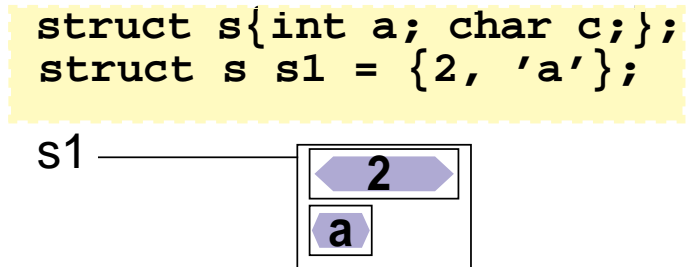 struct s{int a; char c;};
struct s s1 = {2, ’a’};
s1
2
a